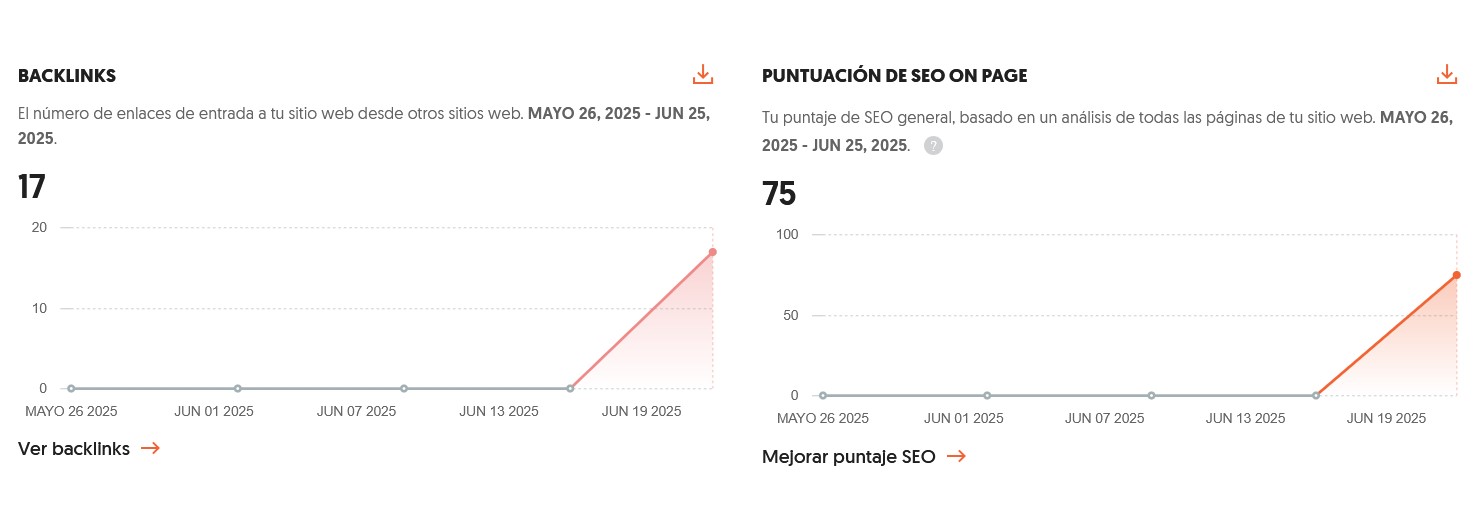 BACKLINKS
El número de enlaces de entrada a tu sitio web desde otros sitios web. MAYO 26, 2025 - JUN 25,
2025.
17
20
10
0
MAYO 26 2025 JUN 01 2025 JUN 07 2025 JUN 13 2025 JUN 19 2025
Ver backlinks
PUNTUACIÓN DE SEO ON PAGE
Tu puntaje de SEO general, basado en un análisis de todas las páginas de tu sitio web. MAYO 26,
2025 - JUN 25, 2025. ?
75
100
50
0
MAYO 26 2025 JUN 01 2025 JUN 07 2025 JUN 13 2025 JUN 19 2025
Mejorar puntaje SEO